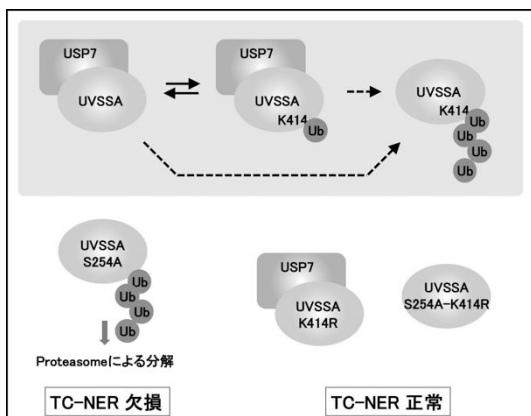 USP7
UVSSA
USP7
UVSSA
K414
Ub
UVSSA
K414
Ub
Ub
Ub
Ub
UVSSA
S254A
Ub
Ub
Ub
Ub
Proteasomeによる分解
TC-NER 欠損
USP7
UVSSA
K414R
UVSSA
S254A-K414R
TC-NER 正常